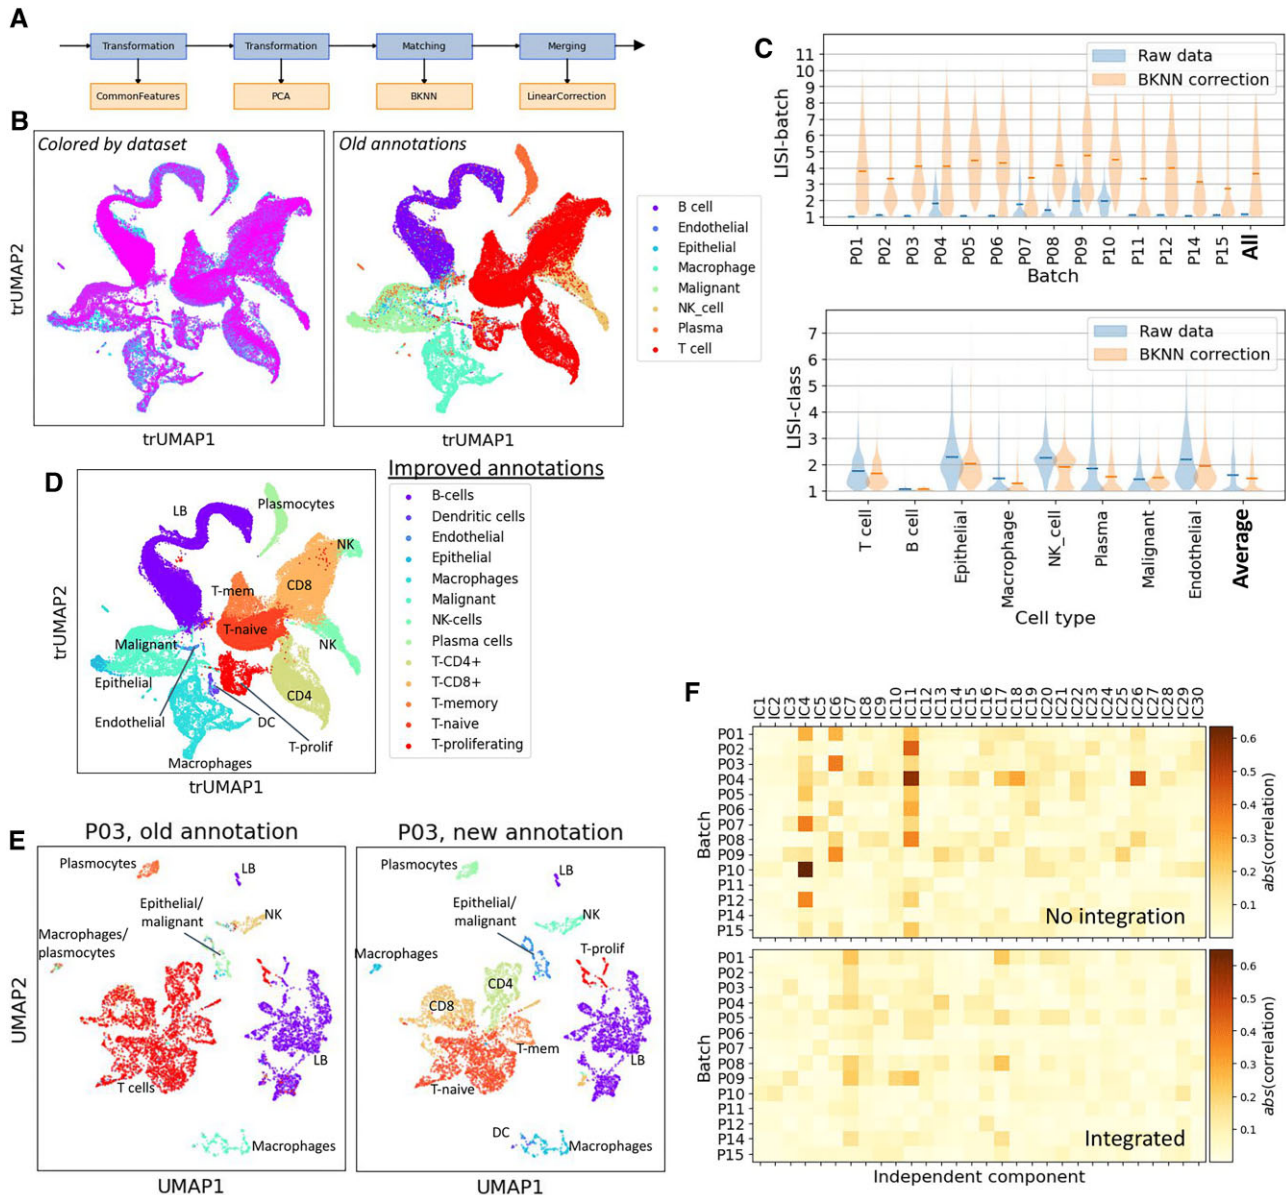 A
Transformation
Transformation
Matching
Merging
CommonFeatures
PCA
BKNN
LinearCorrection
B
Colored by dataset
Old annotations
trUMAP2
trUMAP1
trUMAP1
B cell
Endothelial
Epithelial
Macrophage
Malignant
NK_cell
Plasma
T cell
C
LISI-batch
11
10
9
8
7
6
5
4
3
2
1
Raw data
BKNN correction
P01
P02
P03
P04
P05
P06
P07
P08
P09
P10
P11
P12
P14
P15
All
Batch
LISI-class
7
6
5
4
3
2
1
Raw data
BKNN correction
T cell
B cell
Epithelial
Macrophage
NK_cell
Plasma
Malignant
Endothelial
Average
Cell type
D
trUMAP2
LB
Plasmocytes
NK
CD8
T-mem
T-naive
NK
Malignant
Epithelial
Endothelial
DC
CD4
T-prolif
Macrophages
trUMAP1
Improved annotations
B-cells
Dendritic cells
Endothelial
Epithelial
Macrophages
Malignant
NK-cells
Plasma cells
T-CD4+
T-CD8+
T-memory
T-naive
T-proliferating
E
P03, old annotation
UMAP2
Plasmocytes
LB
Epithelial/
malignant
NK
Macrophages/
plasmocytes
T cells
LB
Macrophages
UMAP1
P03, new annotation
Plasmocytes
LB
Epithelial/
malignant
NK
T-prolif
Macrophages
CD4
CD8
T-mem
T-naive
LB
DC
Macrophages
UMAP1
F
IC1
IC2
IC3
IC4
IC5
IC6
IC7
IC8
IC9
IC10
IC11
IC12
IC13
IC14
IC15
IC16
IC17
IC18
IC19
IC20
IC21
IC22
IC23
IC24
IC25
IC26
IC27
IC28
IC29
IC30
Batch
P01
P02
P03
P04
P05
P06
P07
P08
P09
P10
P11
P12
P14
P15
No integration
0.6
0.5
0.4
0.3
0.2
0.1
abs(correlation)
Batch
P01
P02
P03
P04
P05
P06
P07
P08
P09
P10
P11
P12
P14
P15
Integrated
0.6
0.5
0.4
0.3
0.2
0.1
abs(correlation)
Independent component